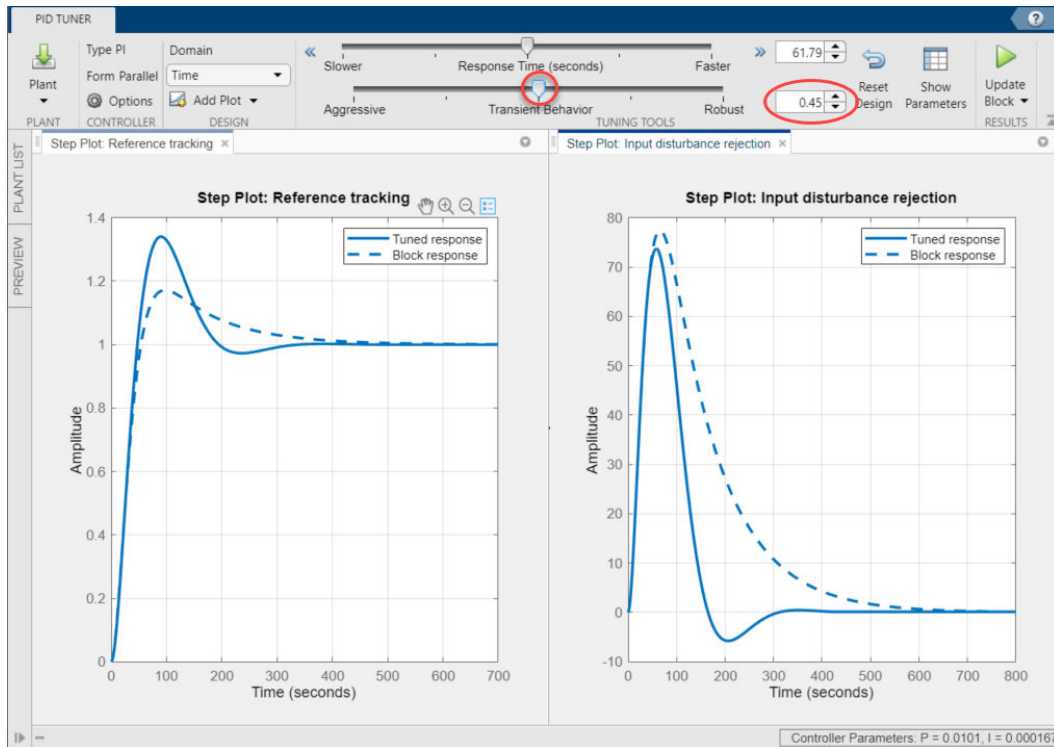 PID TUNER
?
Type PI
Domain
Slower
Response Time (seconds)
Faster
61.79
Plant
Form Parallel
Time
Reset
Design
Show
Parameters
Update
Block
Options
Add Plot
Aggressive
Transient Behavior
Robust
0.45
PLANT
CONTROLLER
DESIGN
TUNING TOOLS
RESULTS
PLANT LIST
PREVIEW
Step Plot: Reference tracking
Step Plot: Input disturbance rejection
Step Plot: Reference tracking
Tuned response
Block response
1.4
1.2
1
0.8
0.6
0.4
0.2
0
Amplitude
0 100 200 300 400 500 600 700
Time (seconds)
Step Plot: Input disturbance rejection
Tuned response
Block response
80
70
60
50
40
30
20
10
0
-10
Amplitude
0 100 200 300 400 500 600 700 800
Time (seconds)
Controller Parameters: P = 0.0101, I = 0.000167